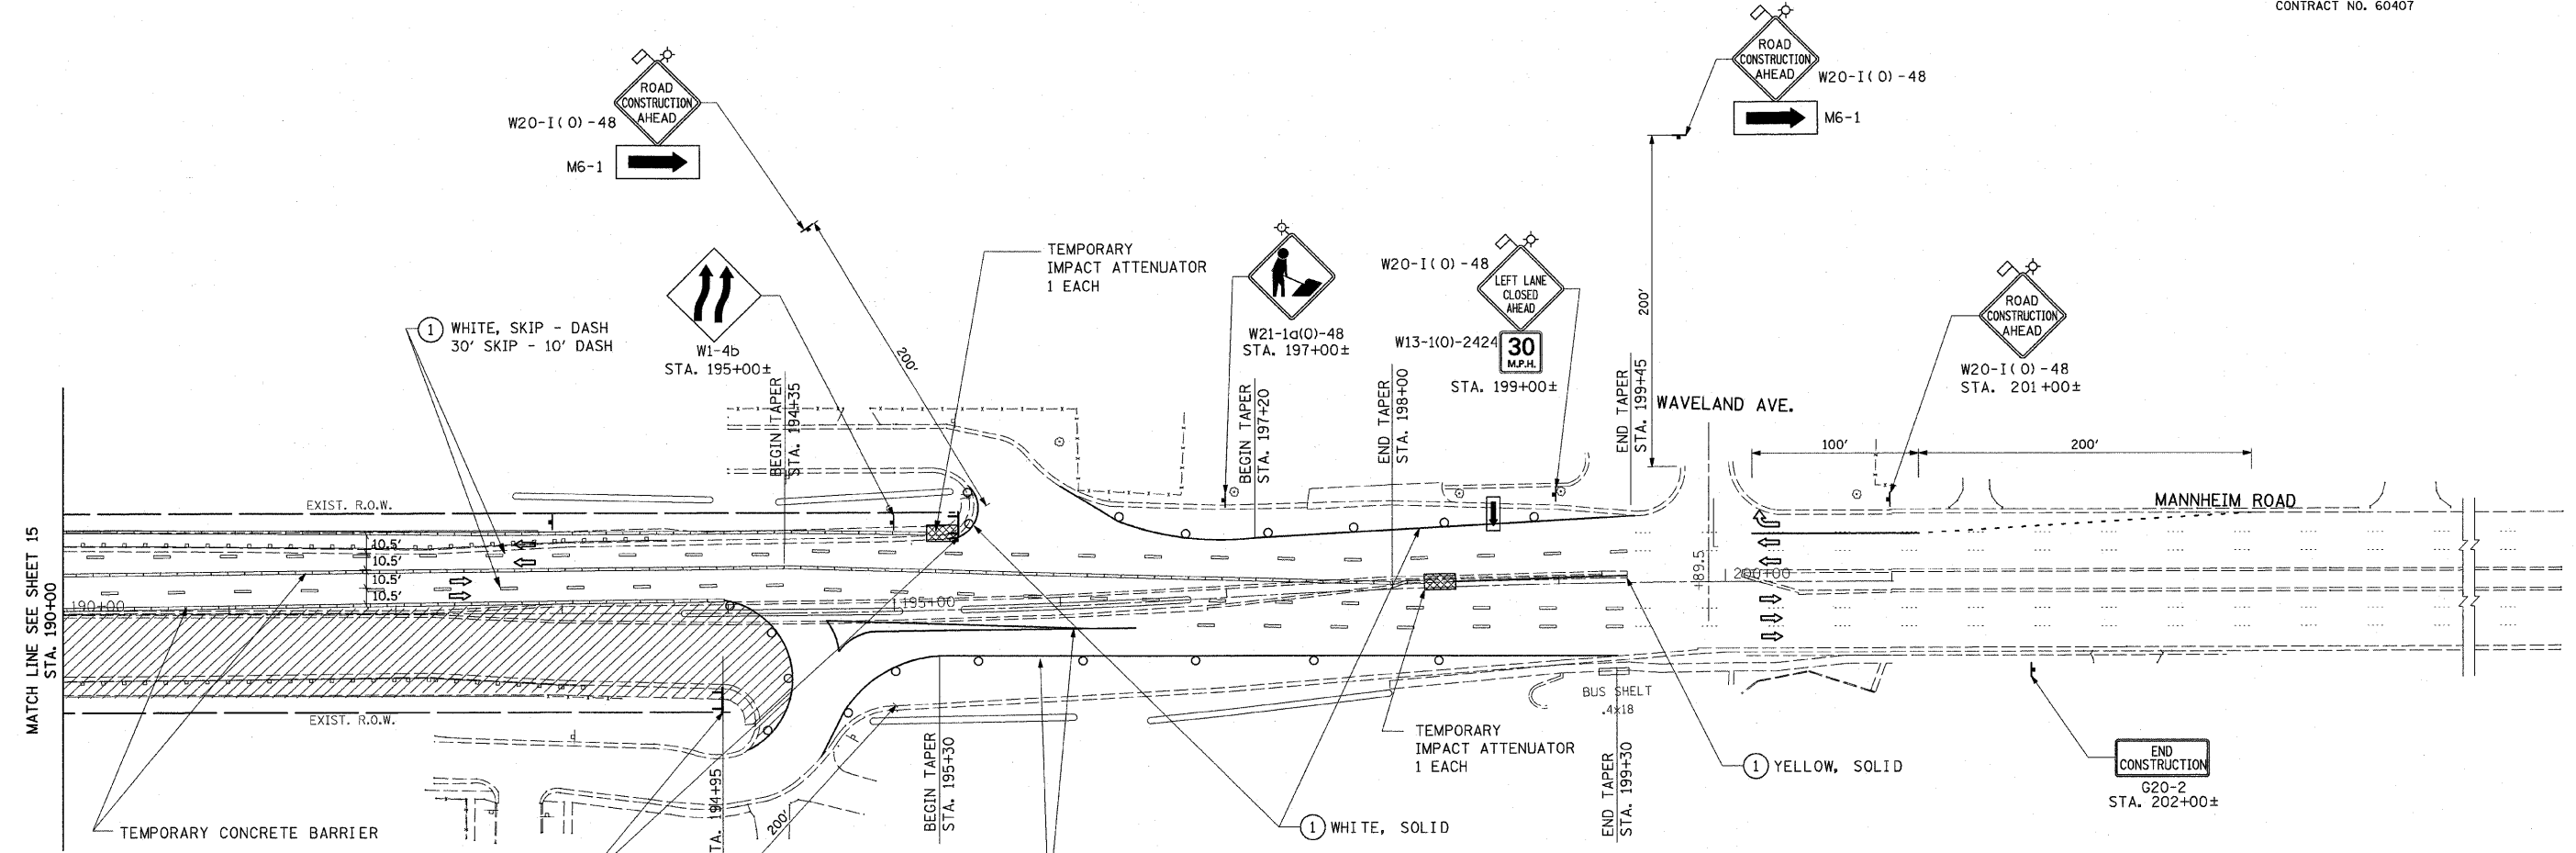 CONTRACT NO. 60407
ROAD
CONSTRUCTION
AHEAD
W20-I(O)-48
M6-1
ROAD
CONSTRUCTION
AHEAD
W20-I(O)-48
M6-1
200'
TEMPORARY
IMPACT ATTENUATOR
1 EACH
W21-1a(O)-48
STA. 197+00±
W20-I(O)-48
LEFT LANE
CLOSED
AHEAD
W13-1(O)-2424
30
M.P.H.
STA. 199+00±
200'
ROAD
CONSTRUCTION
AHEAD
W20-I(O)-48
STA. 201+00±
1 WHITE, SKIP - DASH
30' SKIP - 10' DASH
W1-4b
STA. 195+00±
BEGIN TAPER
STA. 194+35
BEGIN TAPER
STA. 197+20
END TAPER
STA. 198+00
END TAPER
STA. 199+45
WAVELAND AVE.
100'
200'
MANNHEIM ROAD
MATCH LINE SEE SHEET 15
STA. 190+00
EXIST. R.O.W.
10.5'
10.5'
10.5'
10.5'
190+00
195+00
+89.5
200+00
EXIST. R.O.W.
BUS SHELT
.4x18
TEMPORARY
IMPACT ATTENUATOR
1 EACH
1 YELLOW, SOLID
END
CONSTRUCTION
G20-2
STA. 202+00±
TEMPORARY CONCRETE BARRIER
TA. 194+95
200'
BEGIN TAPER
STA. 195+30
1 WHITE, SOLID
END TAPER
STA. 199+30